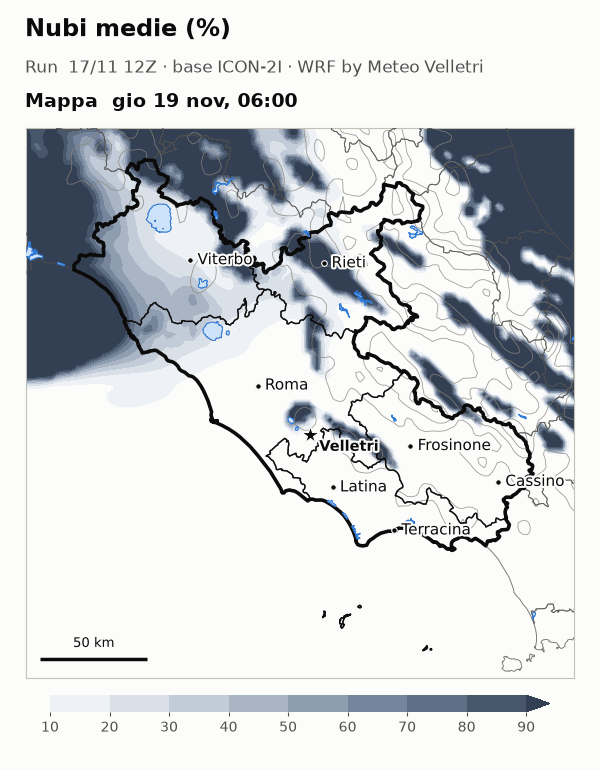 Nubi medie (%)
Run 17/11 12Z · base ICON-2I · WRF by Meteo Velletri
Mappa gio 19 nov, 06:00
Viterbo
Rieti
Roma
Velletri
Frosinone
Latina
Cassino
Terracina
50 km
10 20 30 40 50 60 70 80 90